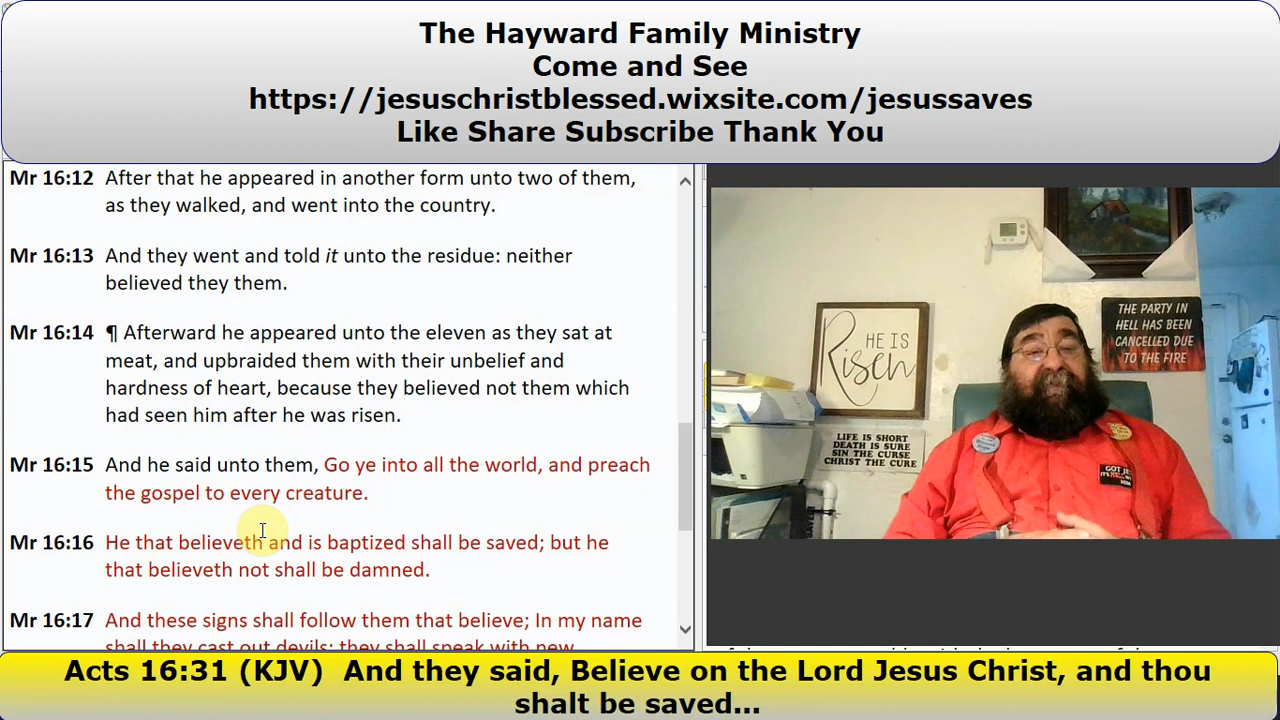 The Hayward Family Ministry
Come and See
https://jesuschristblessed.wixsite.com/jesussaves
Like Share Subscribe Thank You
Mr 16:12 After that he appeared in another form unto two of them,
as they walked, and went into the country.
Mr 16:13 And they went and told it unto the residue: neither
believed they them.
Mr 16:14 ¶ Afterward he appeared unto the eleven as they sat at
meat, and upbraided them with their unbelief and
hardness of heart, because they believed not them which
had seen him after he was risen.
Mr 16:15 And he said unto them, Go ye into all the world, and preach
the gospel to every creature.
Mr 16:16 He that believeth and is baptized shall be saved; but he
that believeth not shall be damned.
Mr 16:17 And these signs shall follow them that believe; In my name
shall they cast out devils; they shall speak with new
HE IS
Risen
THE PARTY IN
HELL HAS BEEN
CANCELLED DUE
TO THE FIRE
LIFE IS SHORT
DEATH IS SURE
SIN THE CURSE
CHRIST THE CURE
Acts 16:31 (KJV) And they said, Believe on the Lord Jesus Christ, and thou
shalt be saved...